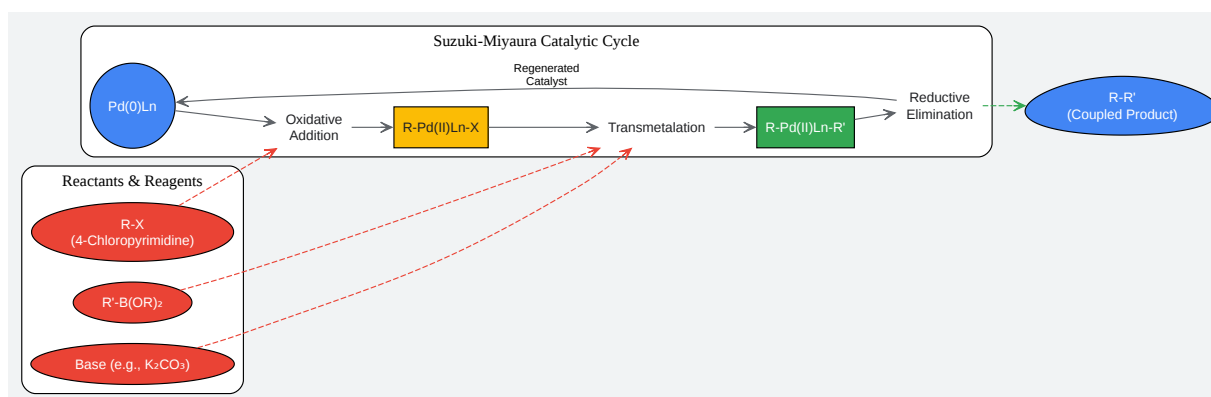 Suzuki-Miyaura Catalytic Cycle
Regenerated
Catalyst
Pd(0)Ln
Oxidative
Addition
R-Pd(II)Ln-X
Transmetalation
R-Pd(II)Ln-R'
Reductive
Elimination
R-R'
(Coupled Product)
Reactants & Reagents
R-X
(4-Chloropyrimidine)
R'-B(OR)₂
Base (e.g., K₂CO₃)